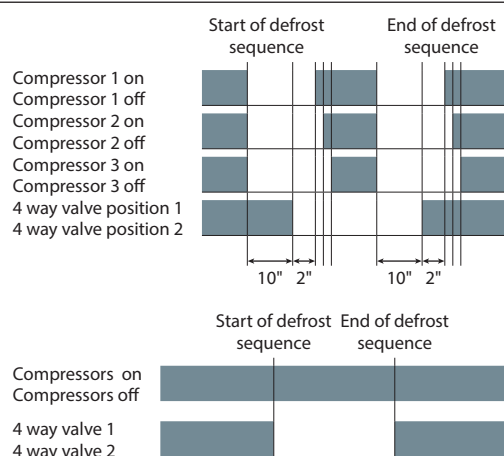 Start of defrost
sequence
End of defrost
sequence
Compressor 1 on
Compressor 1 off
Compressor 2 on
Compressor 2 off
Compressor 3 on
Compressor 3 off
4 way valve position 1
4 way valve position 2
10" 2" 10" 2"
Start of defrost
sequence
End of defrost
sequence
Compressors on
Compressors off
4 way valve 1
4 way valve 2